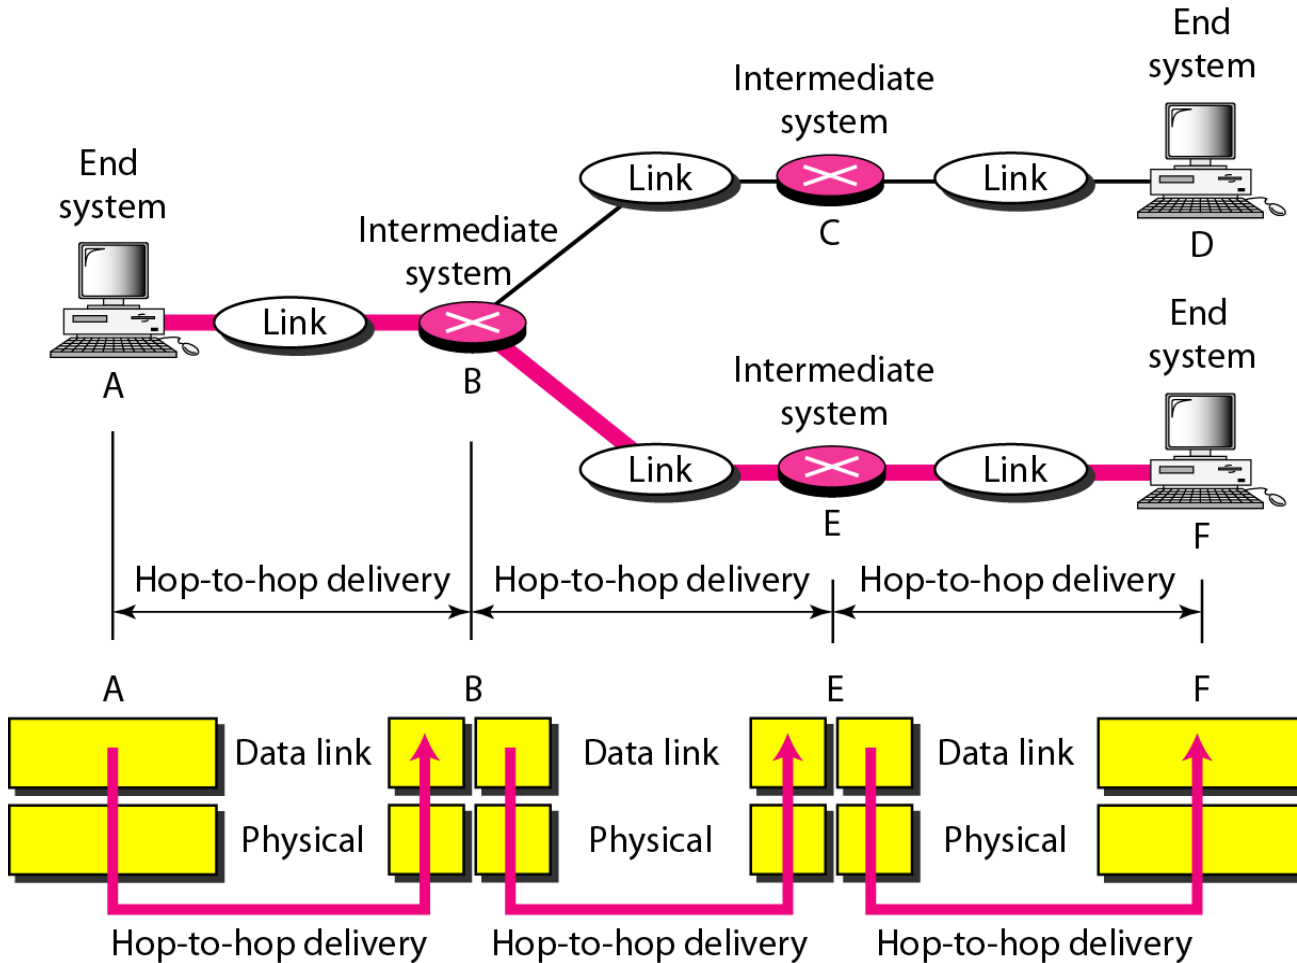 End
system
Intermediate
system
End
system
Link
Link
C
D
Intermediate
system
Link
A
B
End
system
Intermediate
system
Link
Link
E
F
Hop-to-hop delivery
Hop-to-hop delivery
Hop-to-hop delivery
A
B
E
F
Data link
Data link
Data link
Physical
Physical
Physical
Hop-to-hop delivery
Hop-to-hop delivery
Hop-to-hop delivery